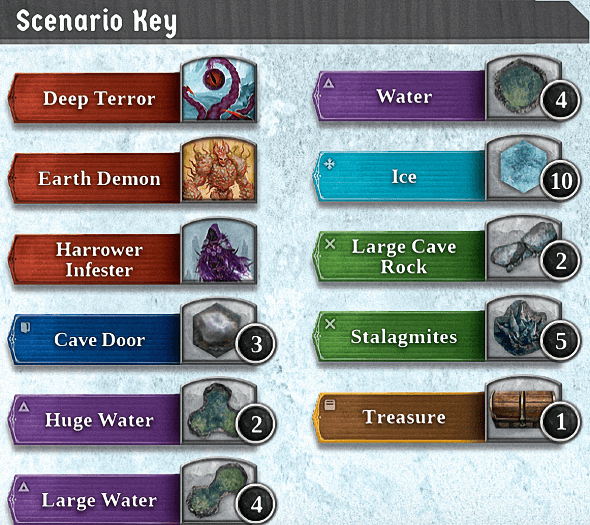 Scenario Key
Deep Terror
Earth Demon
Harrower
Infester
Cave Door
3
Huge Water
2
Large Water
4
Water
4
Ice
10
Large Cave
Rock
2
Stalagmites
5
Treasure
1